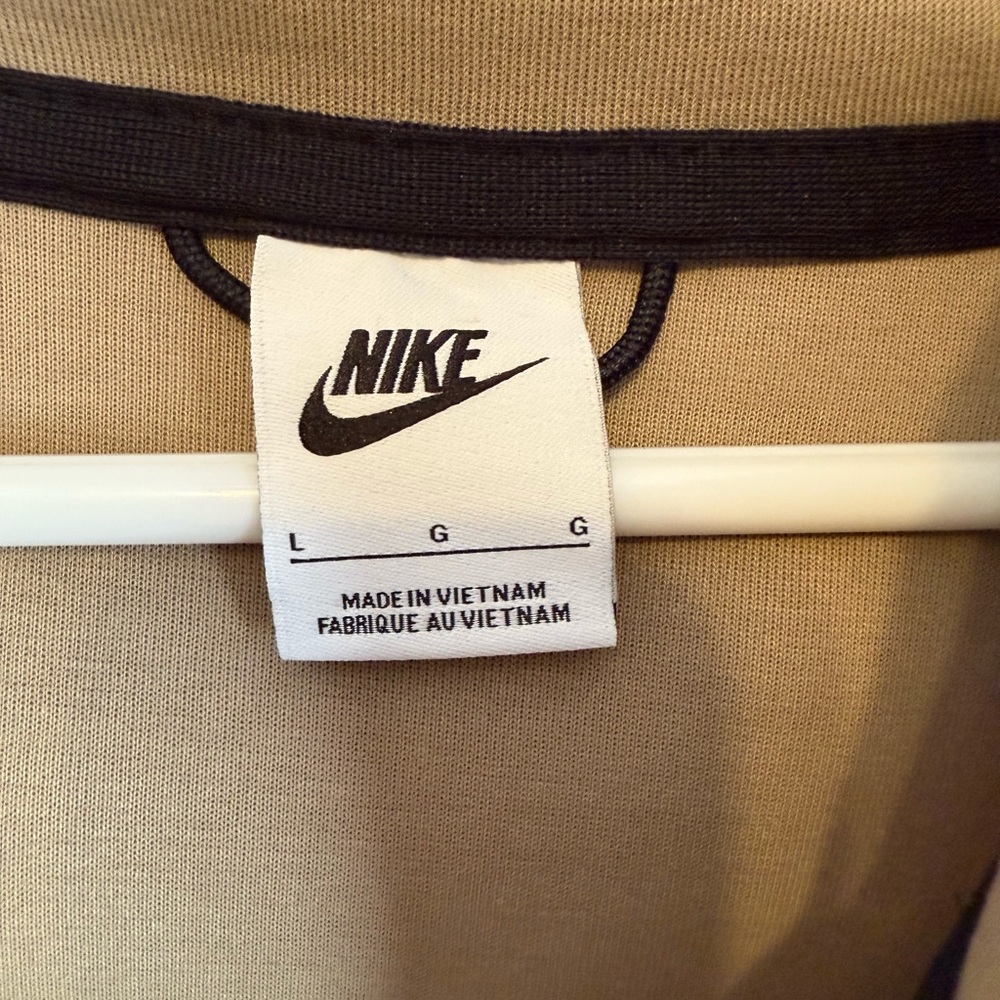 NIKE
L G G
MADE IN VIETNAM
FABRIQUE AU VIETNAM